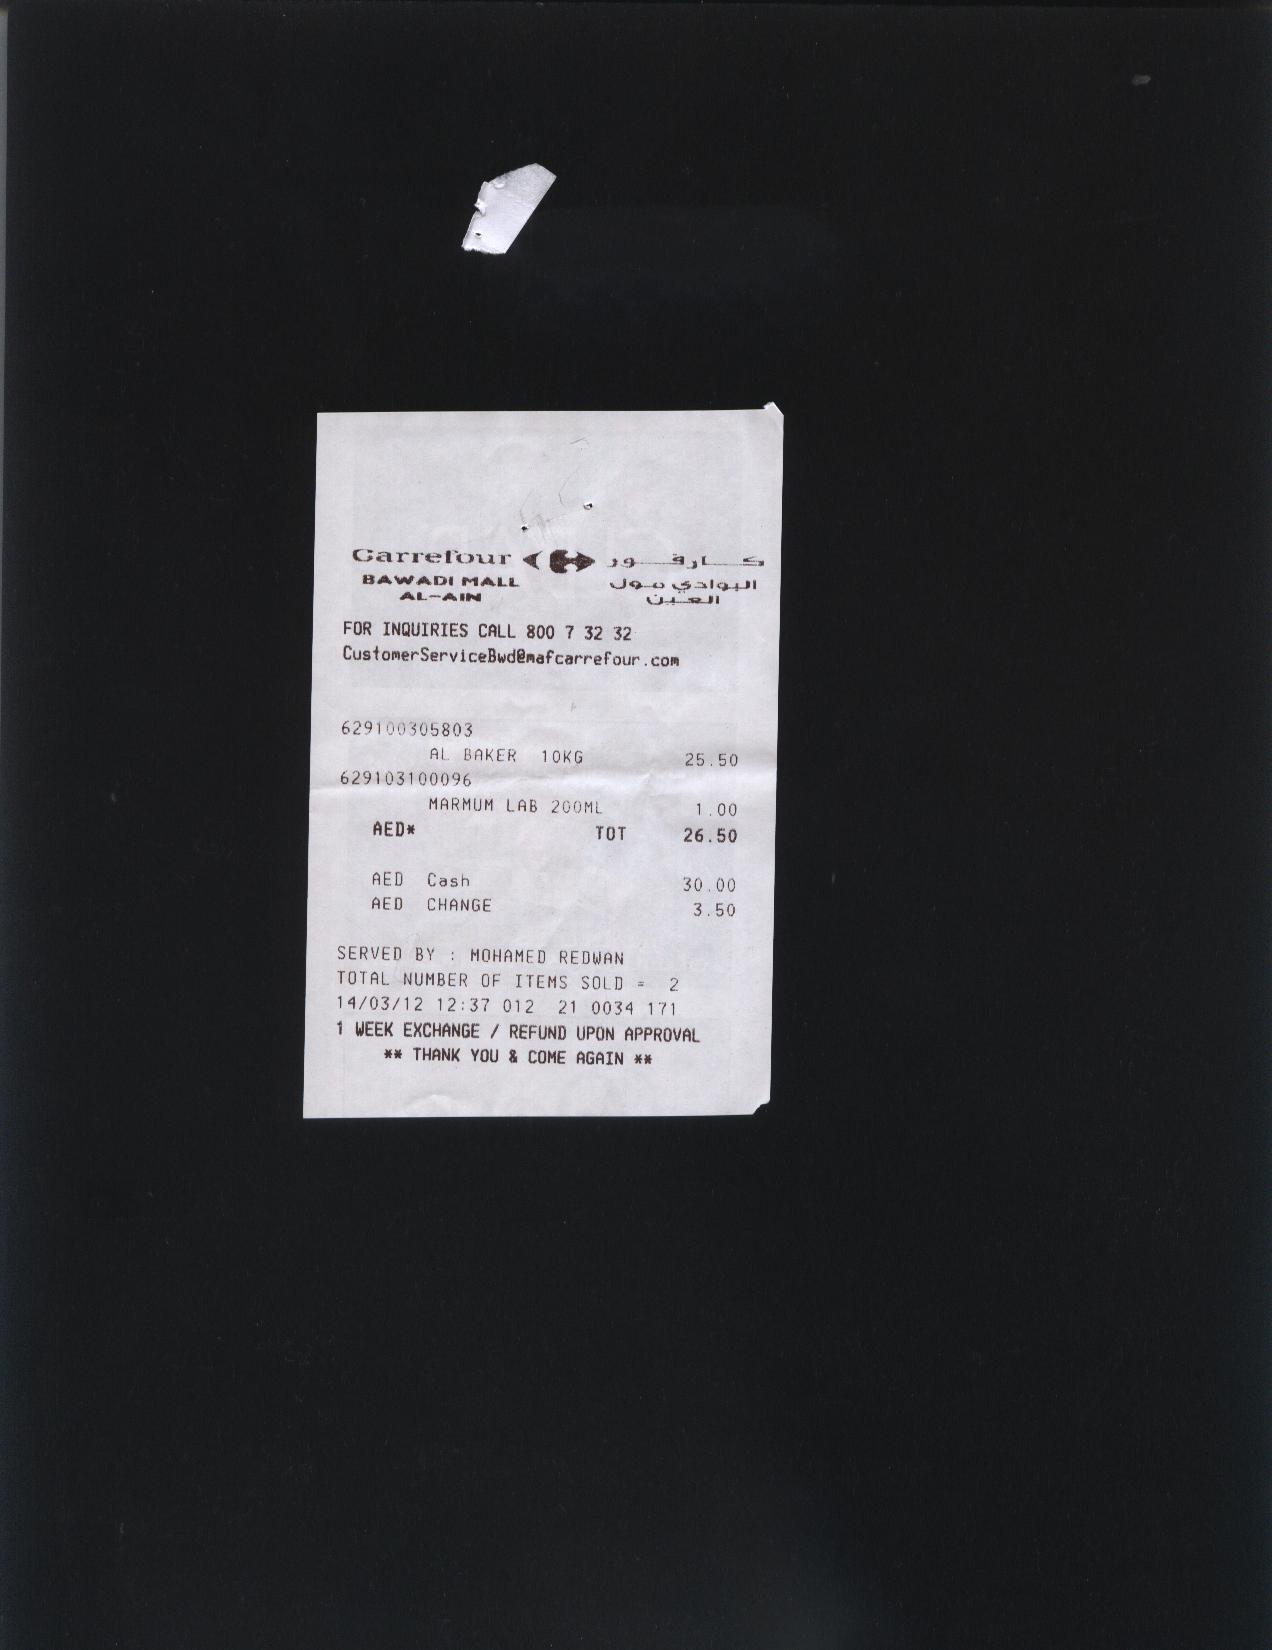 Carrefour كارفور
BAWADI MALL البوادي مول
AL-AIN العين
FOR INQUIRIES CALL 800 7 32 32
CustomerServiceBwd@mafcarrefour.com
629100305803
AL BAKER 10KG 25.50
629103100096
MARMUM LAB 200ML 1.00
AED* TOT 26.50
AED Cash 30.00
AED CHANGE 3.50
SERVED BY : MOHAMED REDWAN
TOTAL NUMBER OF ITEMS SOLD = 2
14/03/12 12:37 012 21 0034 171
1 WEEK EXCHANGE / REFUND UPON APPROVAL
** THANK YOU & COME AGAIN **